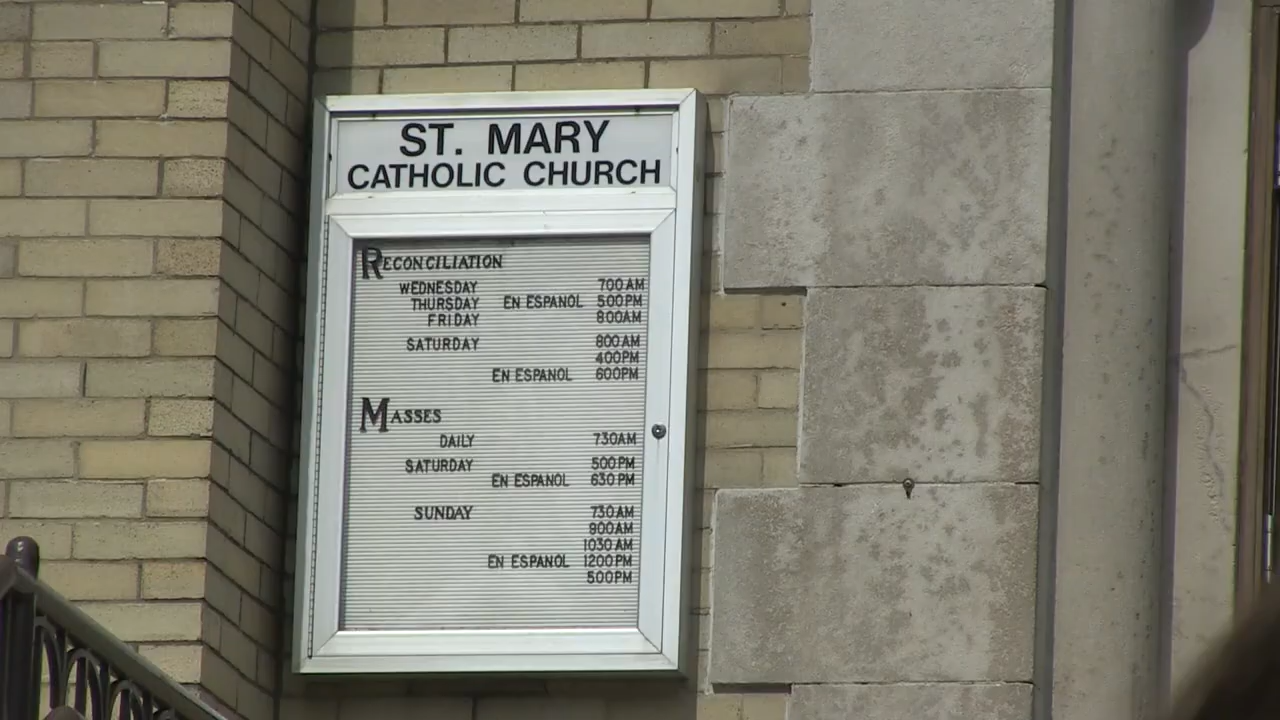 ST. MARY
CATHOLIC CHURCH
RECONCILIATION
WEDNESDAY 700AM
THURSDAY EN ESPANOL 500PM
FRIDAY 800AM
SATURDAY 800AM
400PM
EN ESPANOL 600PM
MASSES
DAILY 730AM
SATURDAY 500PM
EN ESPANOL 630PM
SUNDAY 730AM
900AM
1030AM
EN ESPANOL 1200PM
500PM